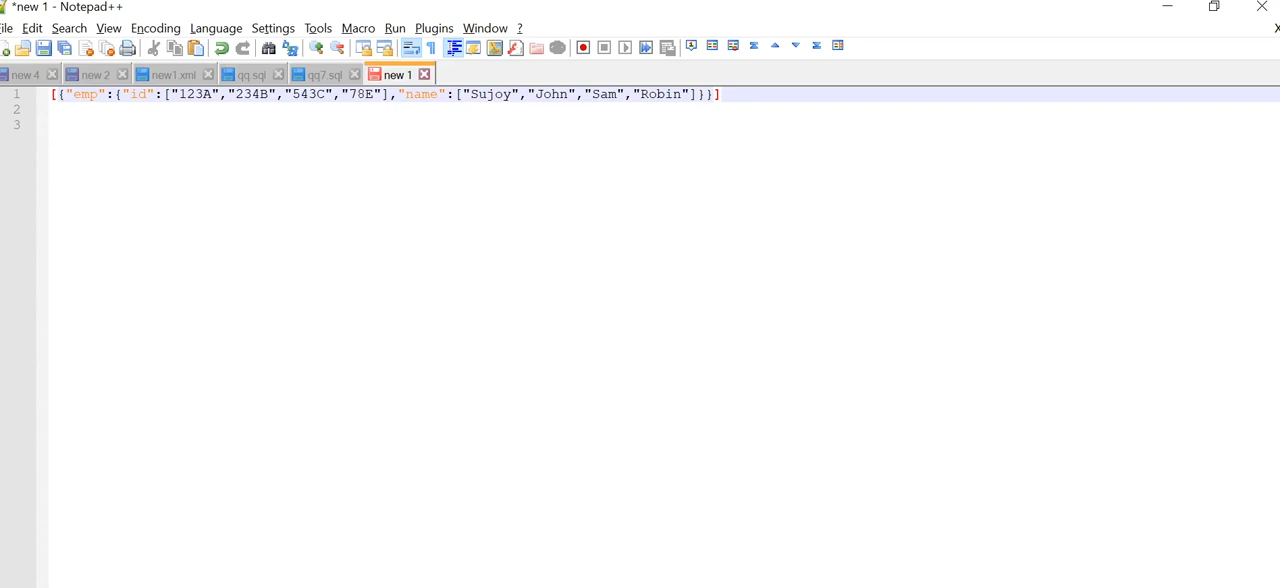 *new 1 - Notepad++
ile Edit Search View Encoding Language Settings Tools Macro Run Plugins Window ?
new 4 new 2 new1.xml qq.sql qq7.sql new 1
1 [{"emp":{"id":["123A","234B","543C","78E"],"name":["Sujoy","John","Sam","Robin"]}}]
2
3